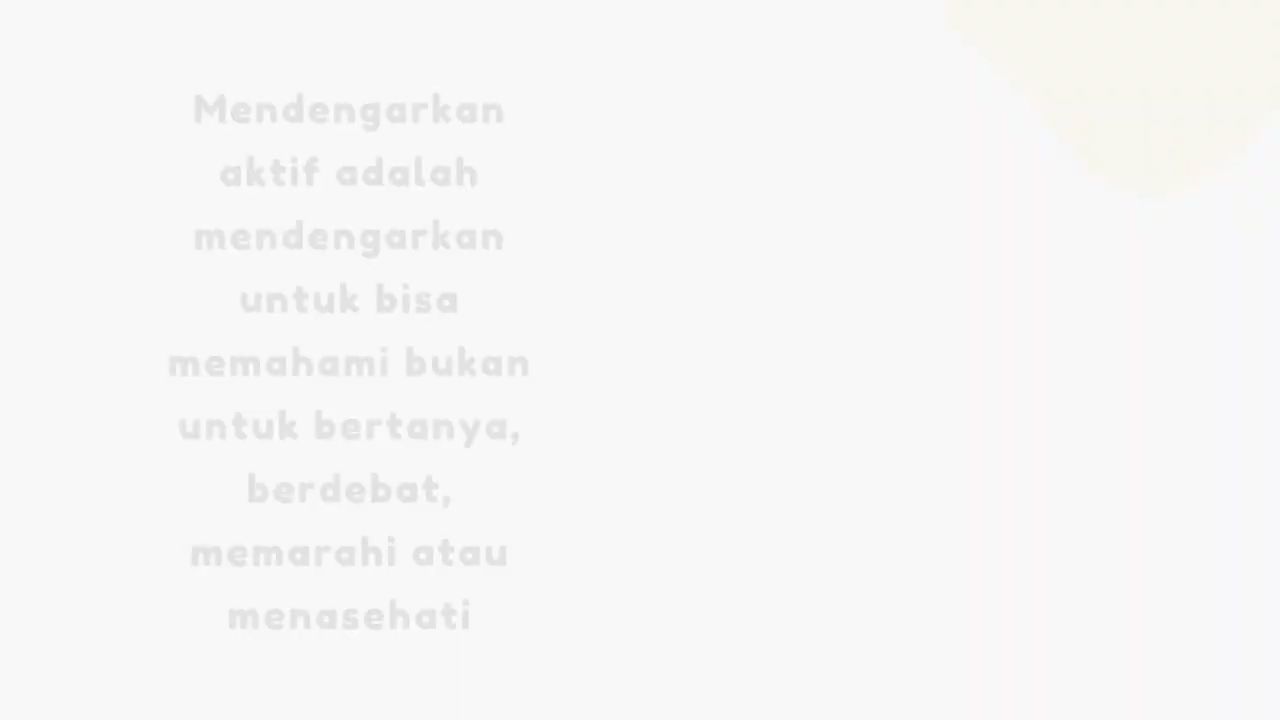 Mendengarkan
aktif adalah
mendengarkan
untuk bisa
memahami bukan
untuk bertanya,
berdebat,
memarahi atau
menasehati